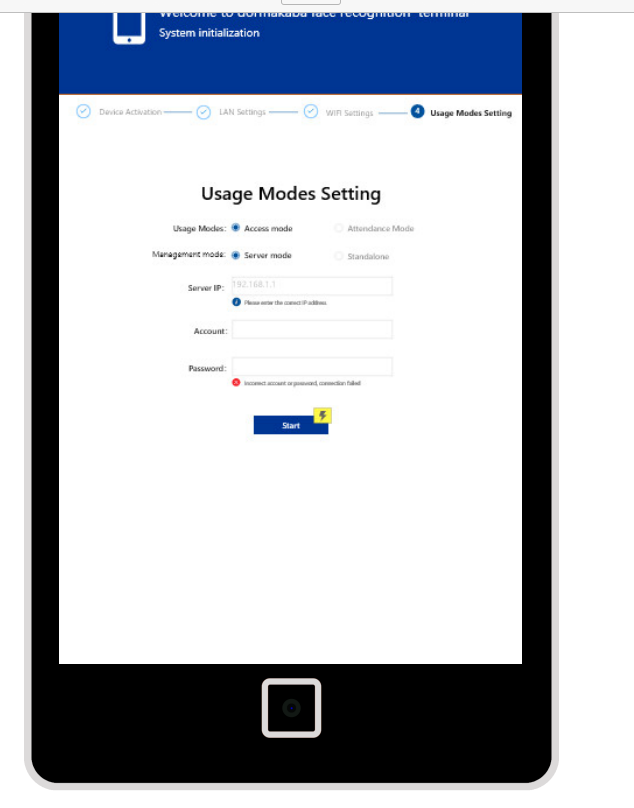 Welcome to dormakaba face recognition terminal
System initialization
Device Activation LAN Settings WIFI Settings 4 Usage Modes Setting
Usage Modes Setting
Usage Modes: Access mode Attendance Mode
Management mode: Server mode Standalone
Server IP: 192.168.1.1
Please enter the correct IP address
Account:
Password:
Incorrect account or password, connection failed
Start